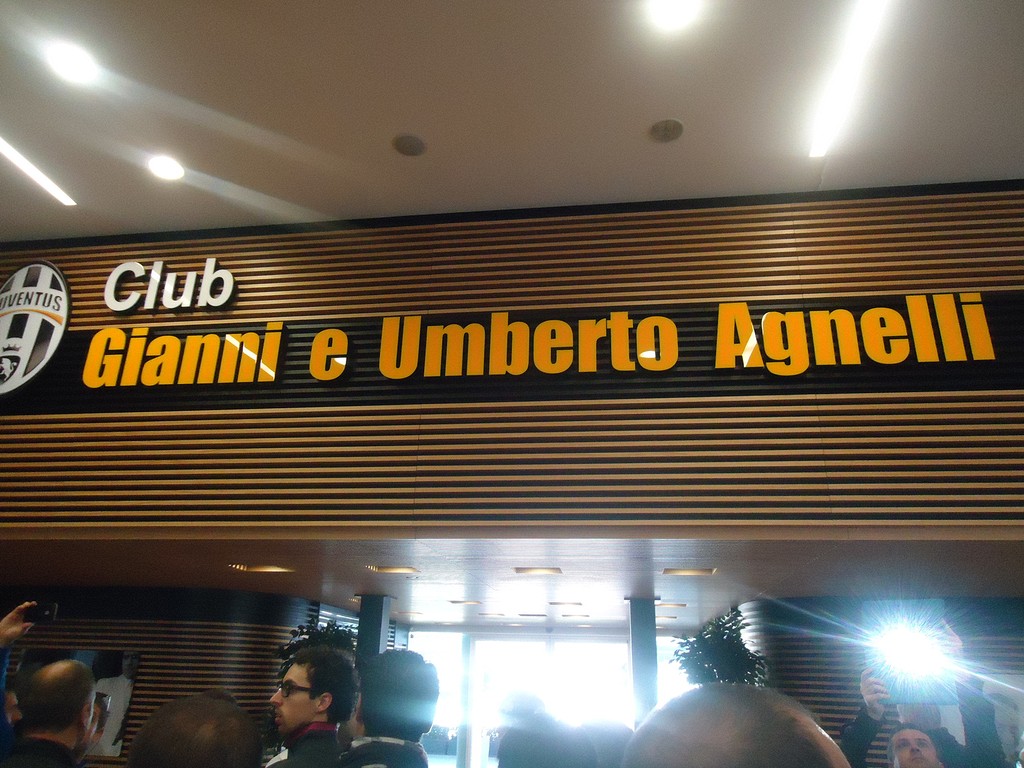 JUVENTUS
Club
Gianni e Umberto Agnelli